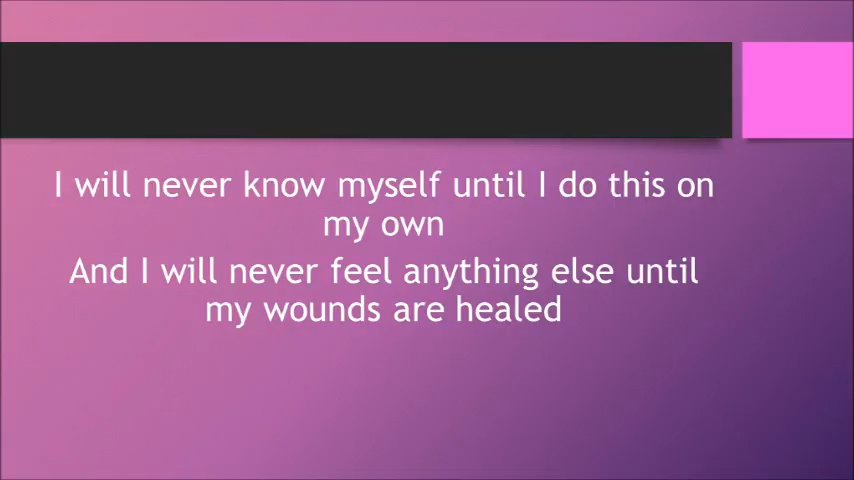 I will never know myself until I do this on
my own
And I will never feel anything else until
my wounds are healed